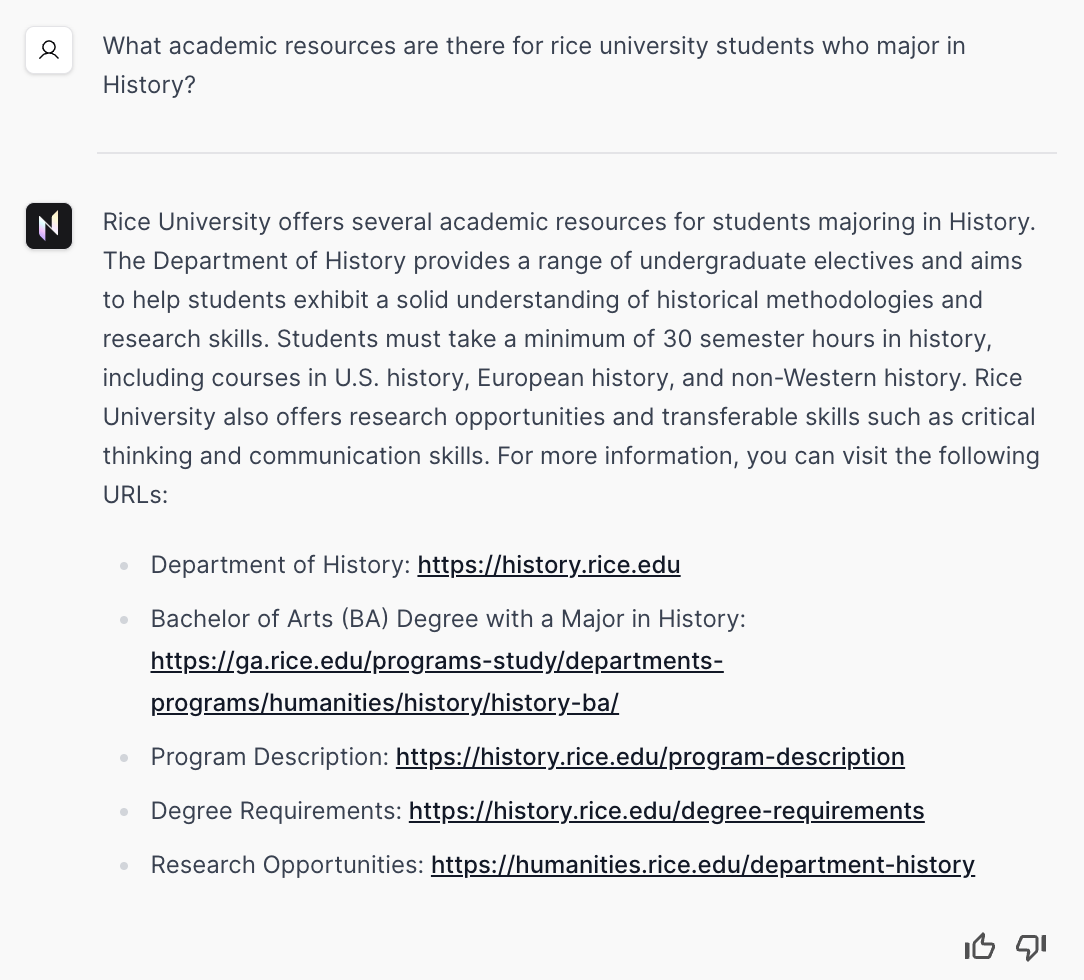 What academic resources are there for rice university students who major in
History?
Rice University offers several academic resources for students majoring in History.
The Department of History provides a range of undergraduate electives and aims
to help students exhibit a solid understanding of historical methodologies and
research skills. Students must take a minimum of 30 semester hours in history,
including courses in U.S. history, European history, and non-Western history. Rice
University also offers research opportunities and transferable skills such as critical
thinking and communication skills. For more information, you can visit the following
URLs:
Department of History: https://history.rice.edu
Bachelor of Arts (BA) Degree with a Major in History:
https://ga.rice.edu/programs-study/departments-
programs/humanities/history/history-ba/
Program Description: https://history.rice.edu/program-description
Degree Requirements: https://history.rice.edu/degree-requirements
Research Opportunities: https://humanities.rice.edu/department-history